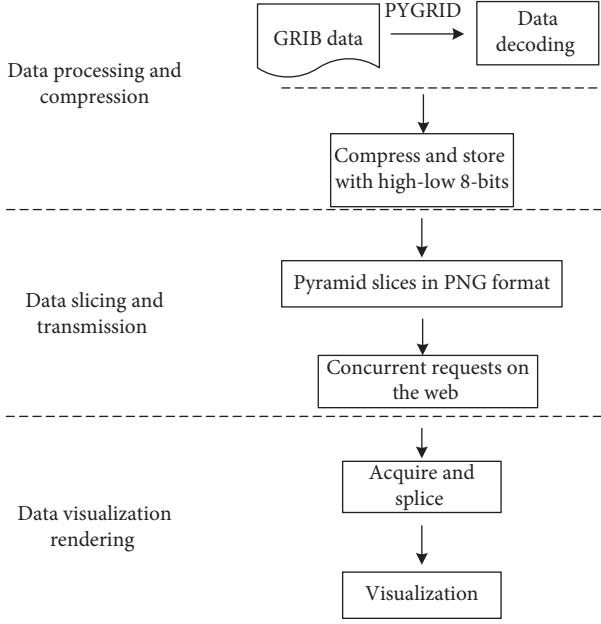 PYGRID
GRIB data
Data
decoding
Data processing and
compression
Compress and store
with high-low 8-bits
Pyramid slices in PNG format
Data slicing and
transmission
Concurrent requests on
the web
Acquire and
splice
Data visualization
rendering
Visualization